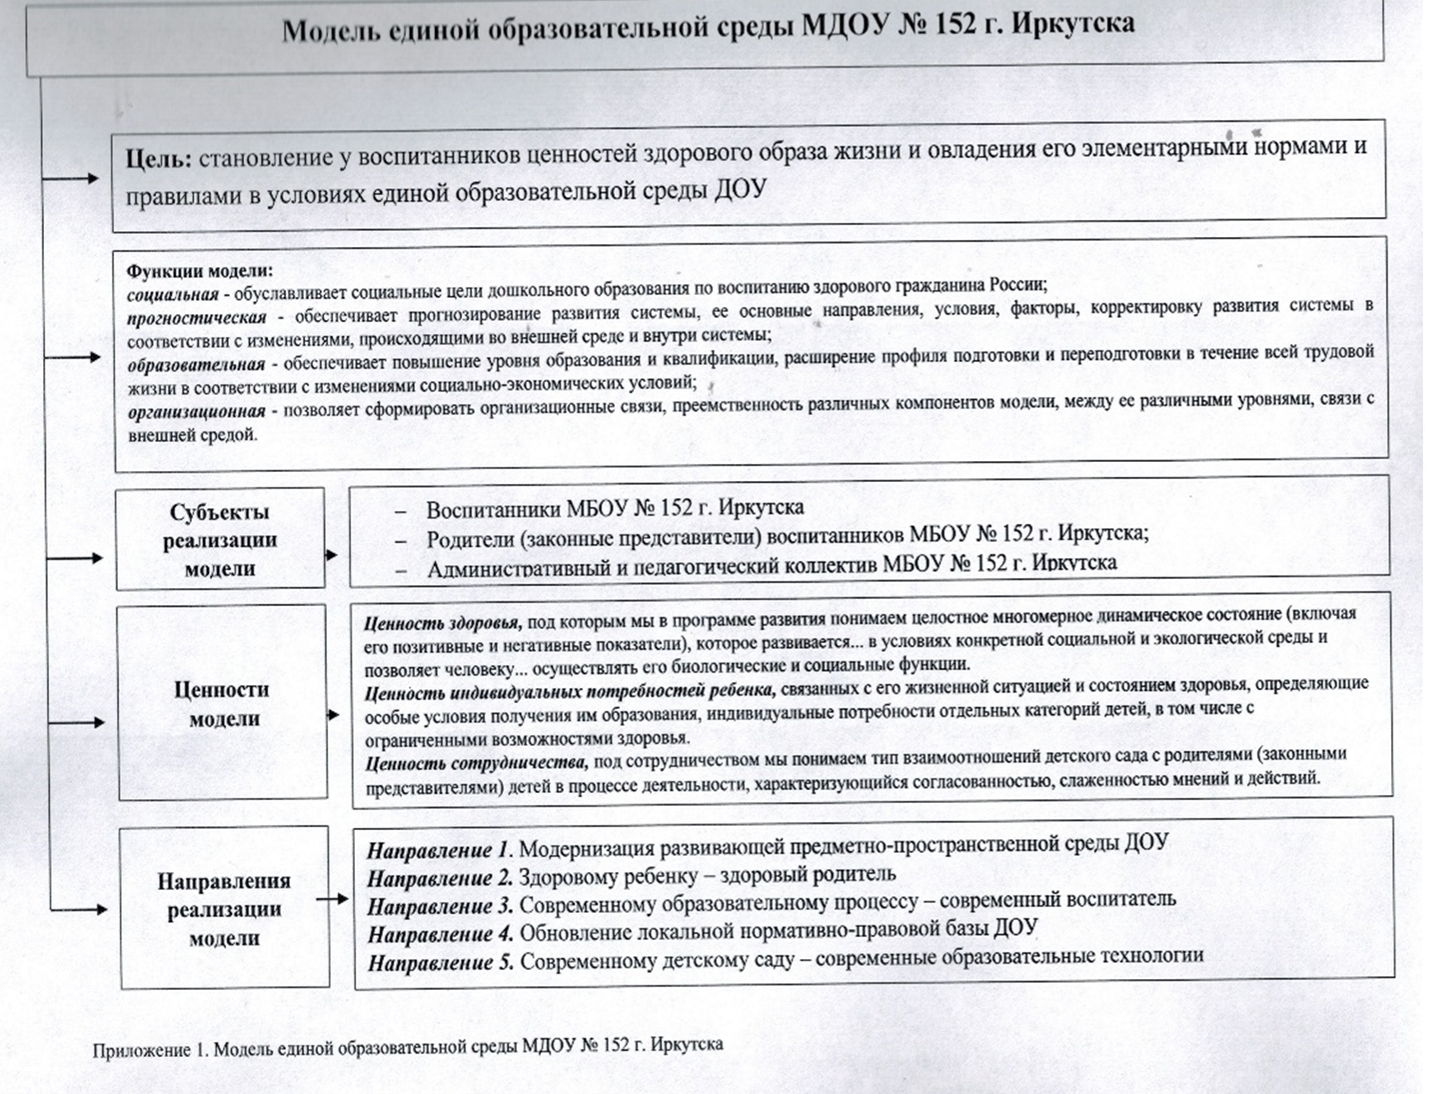 Модель единой образовательной среды МДОУ № 152 г. Иркутска
Цель: становление у воспитанников ценностей здорового образа жизни и овладения его элементарными нормами и
правилами в условиях единой образовательной среды ДОУ
Функции модели:
социальная - обуславливает социальные цели дошкольного образования по воспитанию здорового гражданина России;
прогностическая - обеспечивает прогнозирование развития системы, ее основные направления, условия, факторы, корректировку развития системы в
соответствии с изменениями, происходящими во внешней среде и внутри системы;
образовательная - обеспечивает повышение уровня образования и квалификации, расширение профиля подготовки и переподготовки в течение всей трудовой
жизни в соответствии с изменениями социально-экономических условий;
организационная - позволяет сформировать организационные связи, преемственность различных компонентов модели, между ее различными уровнями, связи с
внешней средой.
Субъекты
реализации
модели
– Воспитанники МБОУ № 152 г. Иркутска
– Родители (законные представители) воспитанников МБОУ № 152 г. Иркутска;
– Административный и педагогический коллектив МБОУ № 152 г. Иркутска
Ценности
модели
Ценность здоровья, под которым мы в программе развития понимаем целостное многомерное динамическое состояние (включая
его позитивные и негативные показатели), которое развивается... в условиях конкретной социальной и экологической среды и
позволяет человеку... осуществлять его биологические и социальные функции.
Ценность индивидуальных потребностей ребенка, связанных с его жизненной ситуацией и состоянием здоровья, определяющие
особые условия получения им образования, индивидуальные потребности отдельных категорий детей, в том числе с
ограниченными возможностями здоровья.
Ценность сотрудничества, под сотрудничеством мы понимаем тип взаимоотношений детского сада с родителями (законными
представителями) детей в процессе деятельности, характеризующийся согласованностью, слаженностью мнений и действий.
Направления
реализации
модели
Направление 1. Модернизация развивающей предметно-пространственной среды ДОУ
Направление 2. Здоровому ребенку – здоровый родитель
Направление 3. Современному образовательному процессу – современный воспитатель
Направление 4. Обновление локальной нормативно-правовой базы ДОУ
Направление 5. Современному детскому саду – современные образовательные технологии
Приложение 1. Модель единой образовательной среды МДОУ № 152 г. Иркутска